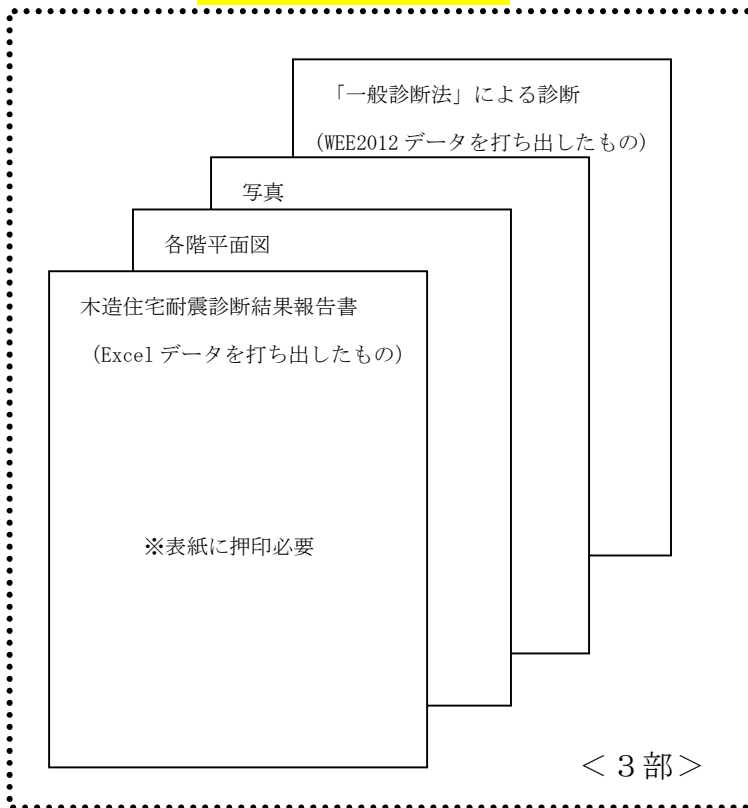 「一般診断法」による診断
(WEE2012 データを打ち出したもの)
写真
各階平面図
木造住宅耐震診断結果報告書
(Excel データを打ち出したもの)
※表紙に押印必要
＜３部＞